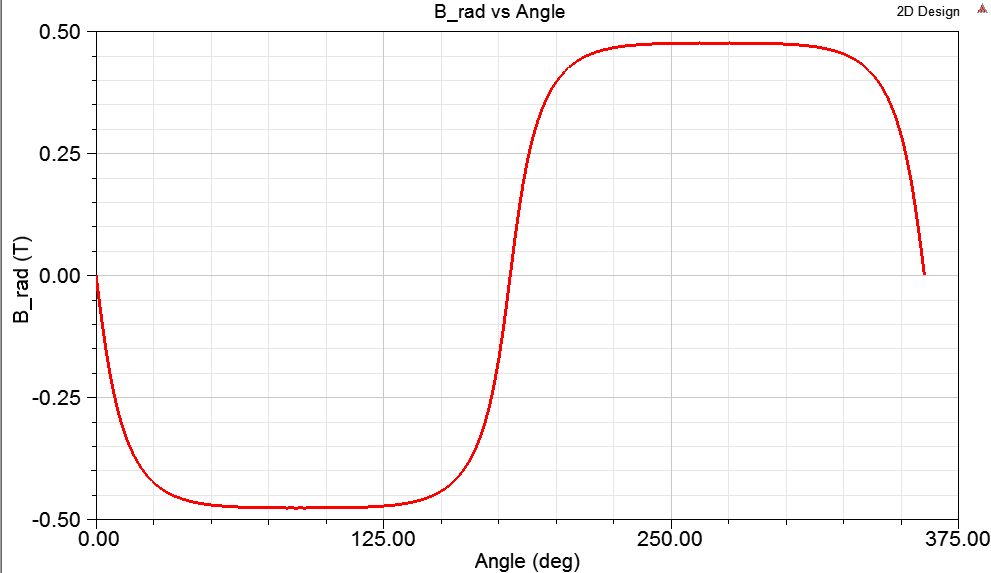 B_rad vs Angle
2D Design
0.50
0.25
0.00
-0.25
-0.50
B_rad (T)
0.00
125.00
250.00
375.00
Angle (deg)